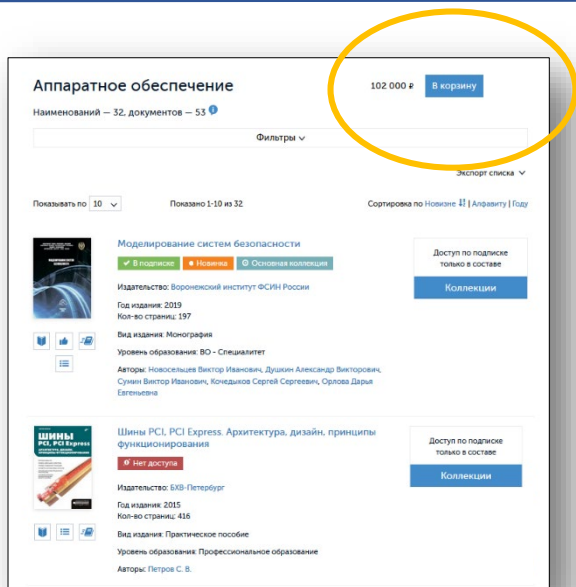 Аппаратное обеспечение
102 000 ₽ В корзину
Наименований — 32, документов — 53
Фильтры
Экспорт списка
Показывать по 10 Показано 1-10 из 32 Сортировка по Новизне | Алфавиту | Году
Моделирование систем безопасности
В подписке Новинка Основная коллекция
Издательство: Воронежский институт ФСИН России
Год издания: 2019
Кол-во страниц: 197
Вид издания: Монография
Уровень образования: ВО - Специалитет
Авторы: Новосельцев Виктор Иванович, Душкин Александр Викторович,
Сумин Виктор Иванович, Кочедыков Сергей Сергеевич, Орлова Дарья
Евгеньевна
Доступ по подписке
только в составе
Коллекции
ШИНЫ
PCI, PCI Express
Шины PCI, PCI Express. Архитектура, дизайн, принципы
функционирования
Нет доступа
Издательство: БХВ-Петербург
Год издания: 2015
Кол-во страниц: 416
Вид издания: Практическое пособие
Уровень образования: Профессиональное образование
Авторы: Петров С. В.
Доступ по подписке
только в составе
Коллекции